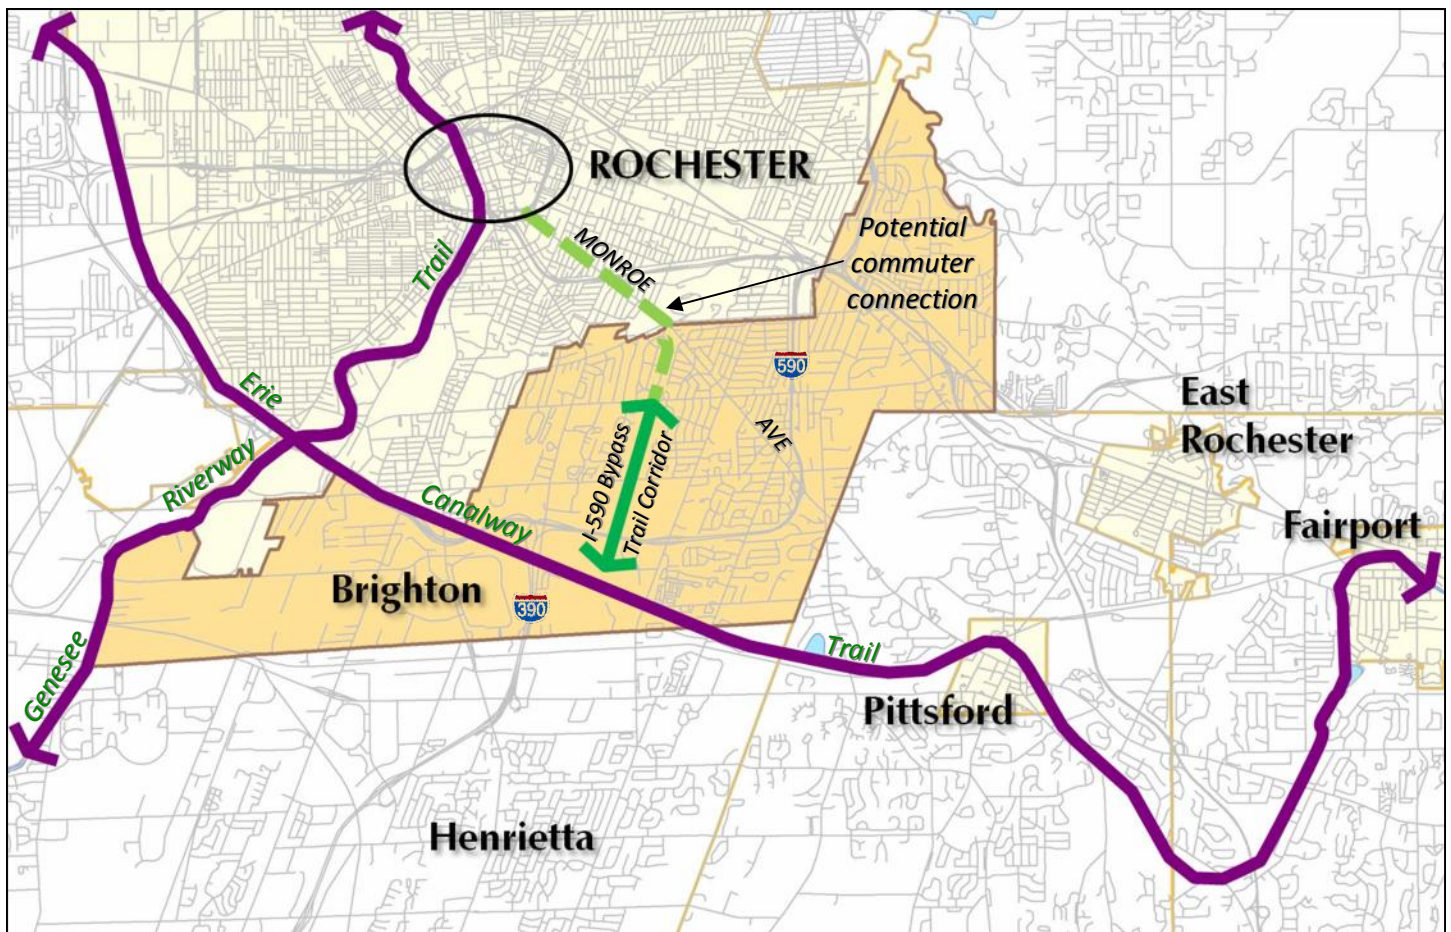 ROCHESTER
Potential
commuter
connection
MONROE
Trail
590
Erie
East
Rochester
AVE
I-590 Bypass
Trail Corridor
Riverway
Canalway
Fairport
Brighton
390
Genesee
Trail
Pittsford
Henrietta